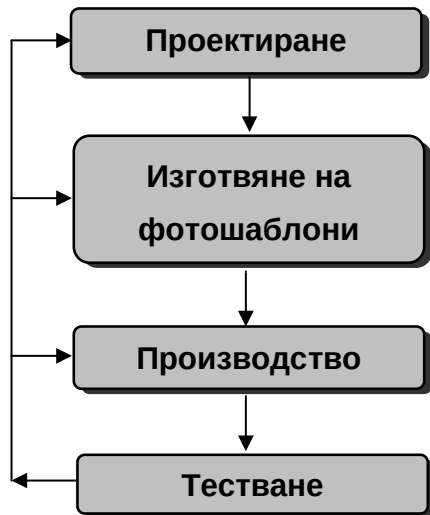 Проектиране
Изготвяне на
фотошаблони
Производство
Тестване